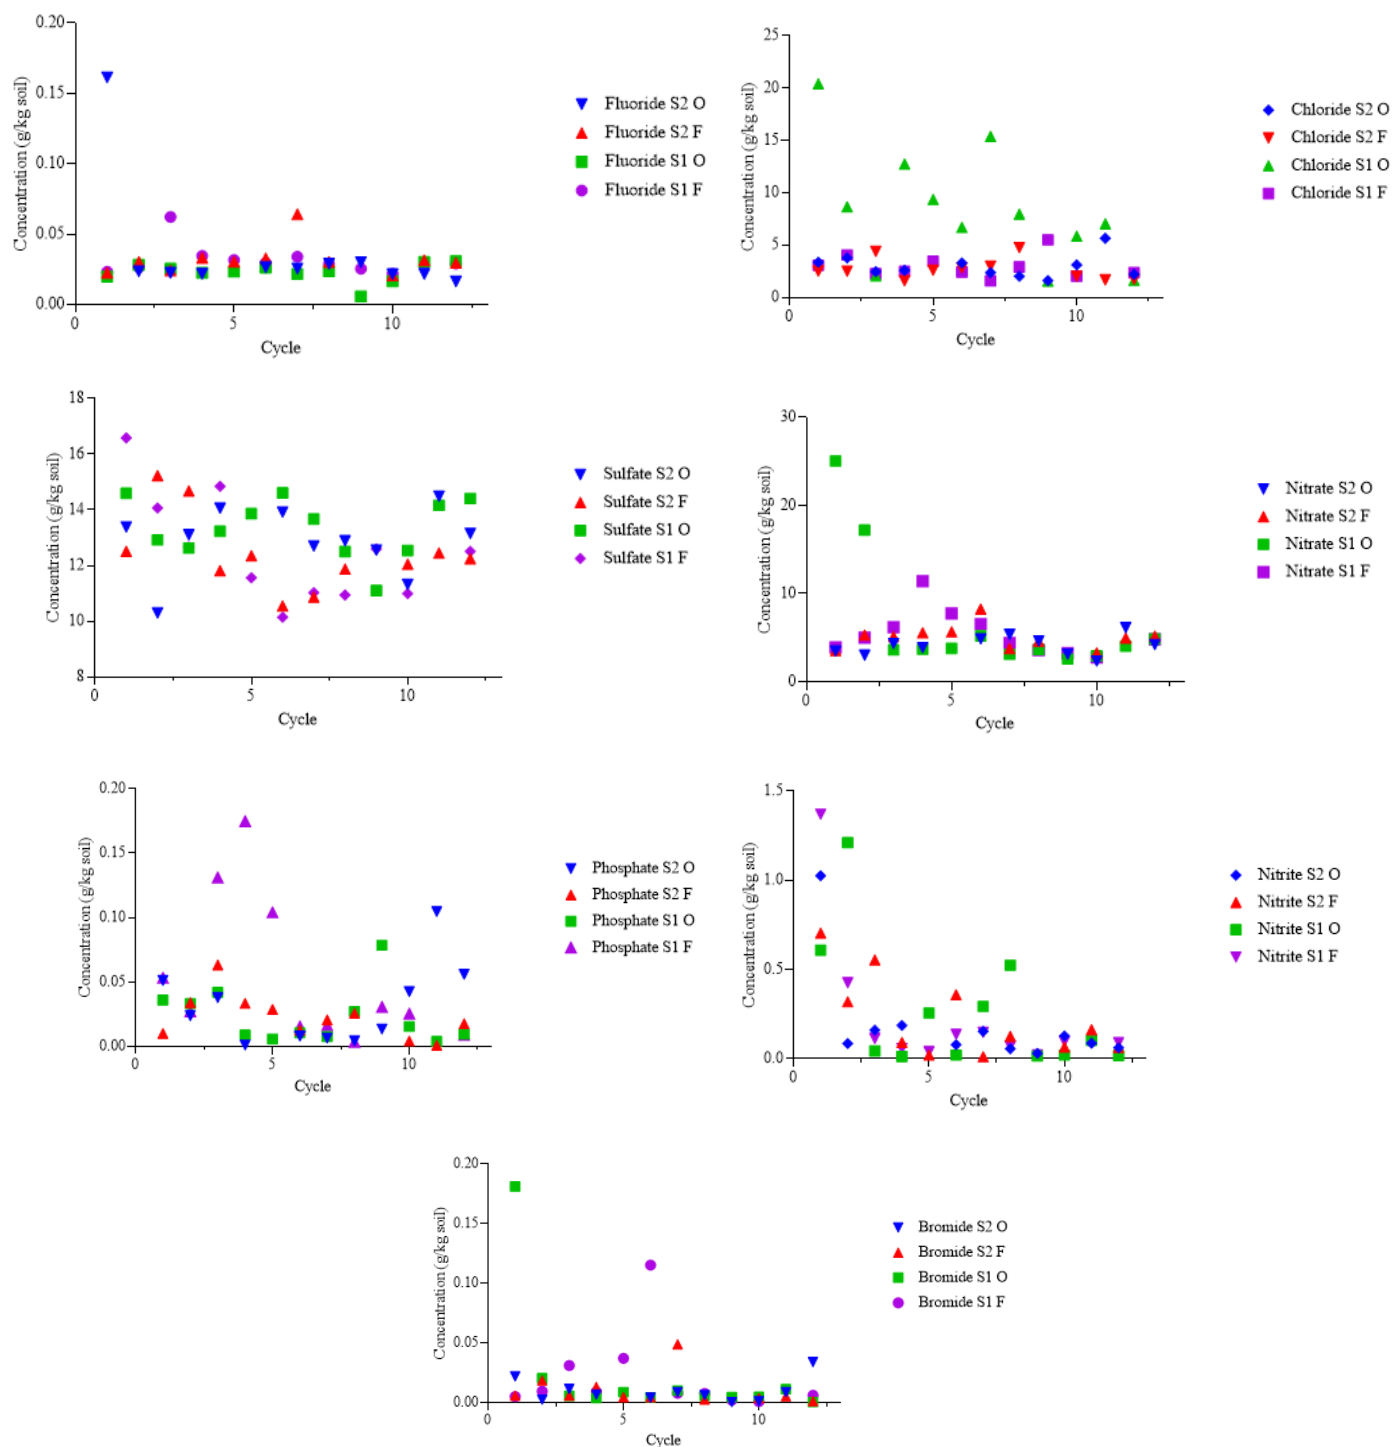 0.20
0.15
0.10
0.05
0.00
0
5
10
Concentration (g/kg soil)
Cycle
Fluoride S2 O
Fluoride S2 F
Fluoride S1 O
Fluoride S1 F
25
20
15
10
5
0
0
5
10
Concentration (g/kg soil)
Cycle
Chloride S2 O
Chloride S2 F
Chloride S1 O
Chloride S1 F
18
16
14
12
10
8
0
5
10
Concentration (g/kg soil)
Cycle
Sulfate S2 O
Sulfate S2 F
Sulfate S1 O
Sulfate S1 F
30
20
10
0
0
5
10
Concentration (g/kg soil)
Cycle
Nitrate S2 O
Nitrate S2 F
Nitrate S1 O
Nitrate S1 F
0.20
0.15
0.10
0.05
0.00
0
5
10
Concentration (g/kg soil)
Cycle
Phosphate S2 O
Phosphate S2 F
Phosphate S1 O
Phosphate S1 F
1.5
1.0
0.5
0.0
0
5
10
Concentration (g/kg soil)
Cycle
Nitrite S2 O
Nitrite S2 F
Nitrite S1 O
Nitrite S1 F
0.20
0.15
0.10
0.05
0.00
0
5
10
Concentration (g/kg soil)
Cycle
Bromide S2 O
Bromide S2 F
Bromide S1 O
Bromide S1 F